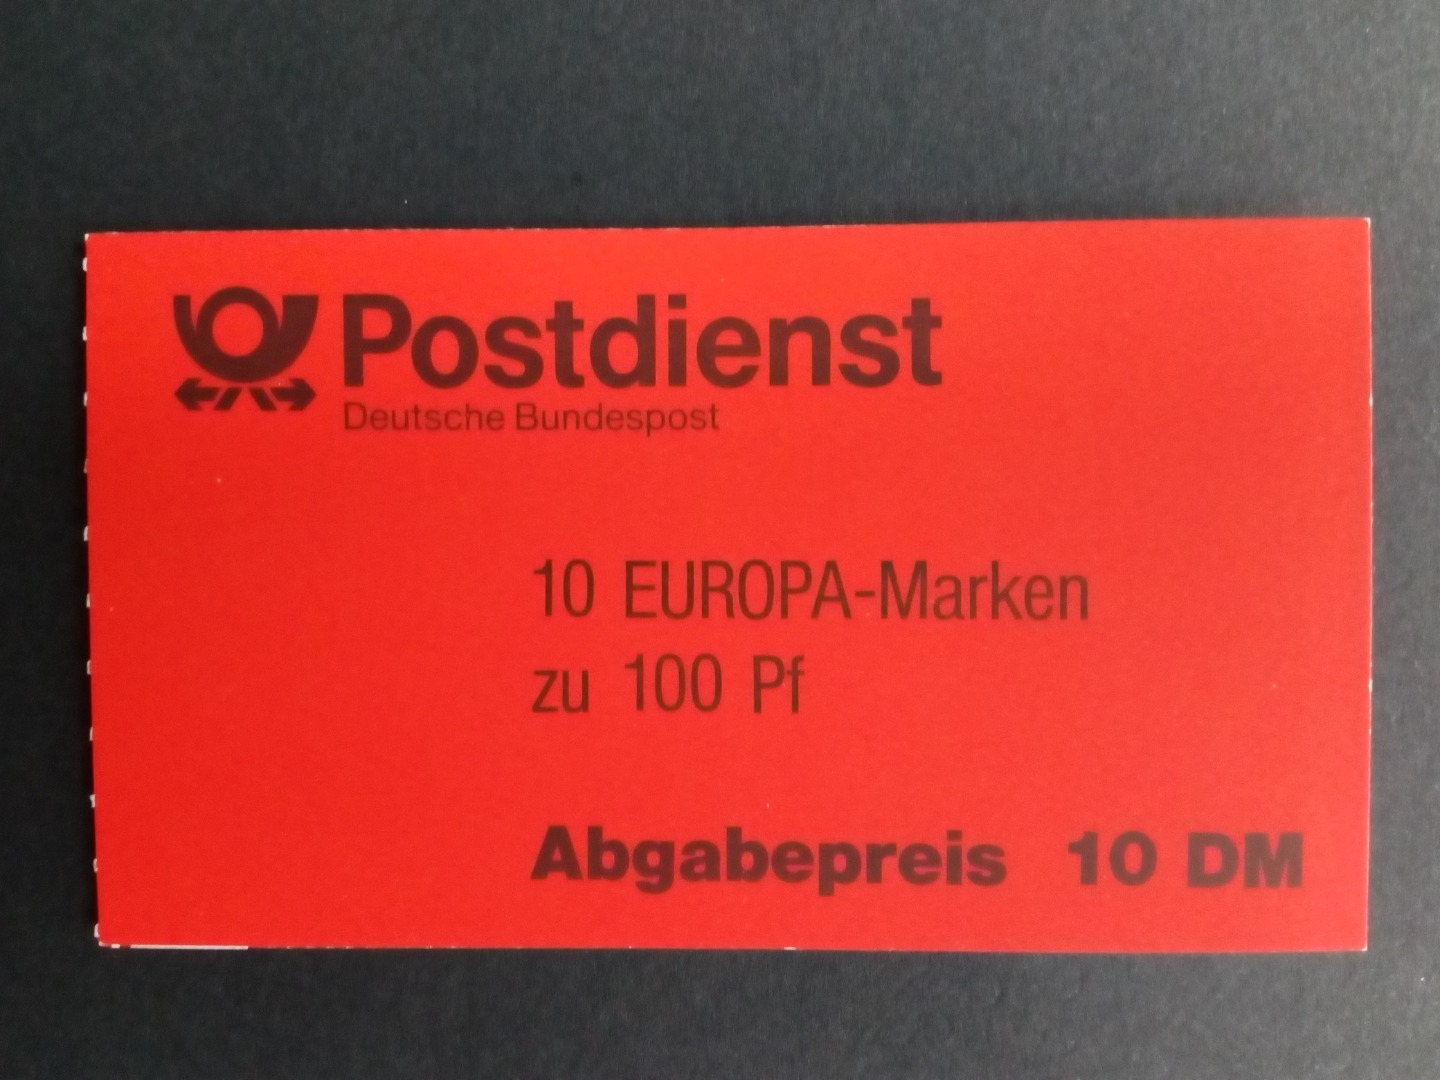 Postdienst
Deutsche Bundespost
10 EUROPA-Marken
zu 100 Pf
Abgabepreis 10 DM